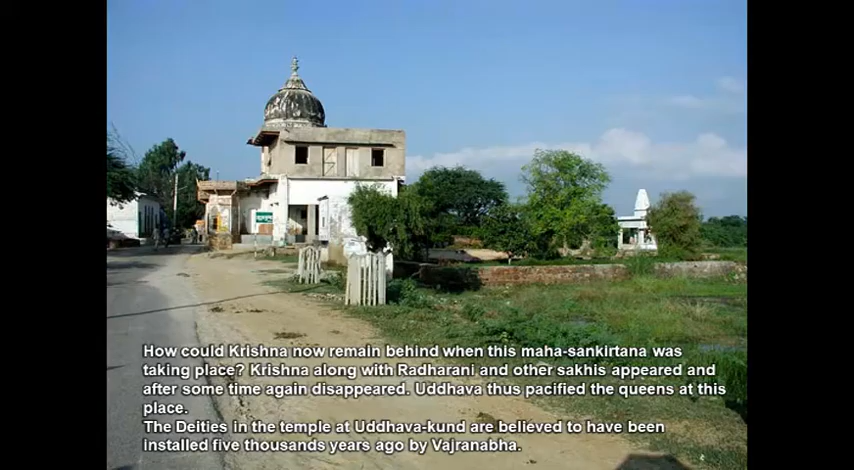 How could Krishna now remain behind when this maha-sankirtana was
taking place? Krishna along with Radharani and other sakhis appeared and
after some time again disappeared. Uddhava thus pacified the queens at this
place.
The Deities in the temple at Uddhava-kund are believed to have been
installed five thousands years ago by Vajranabha.